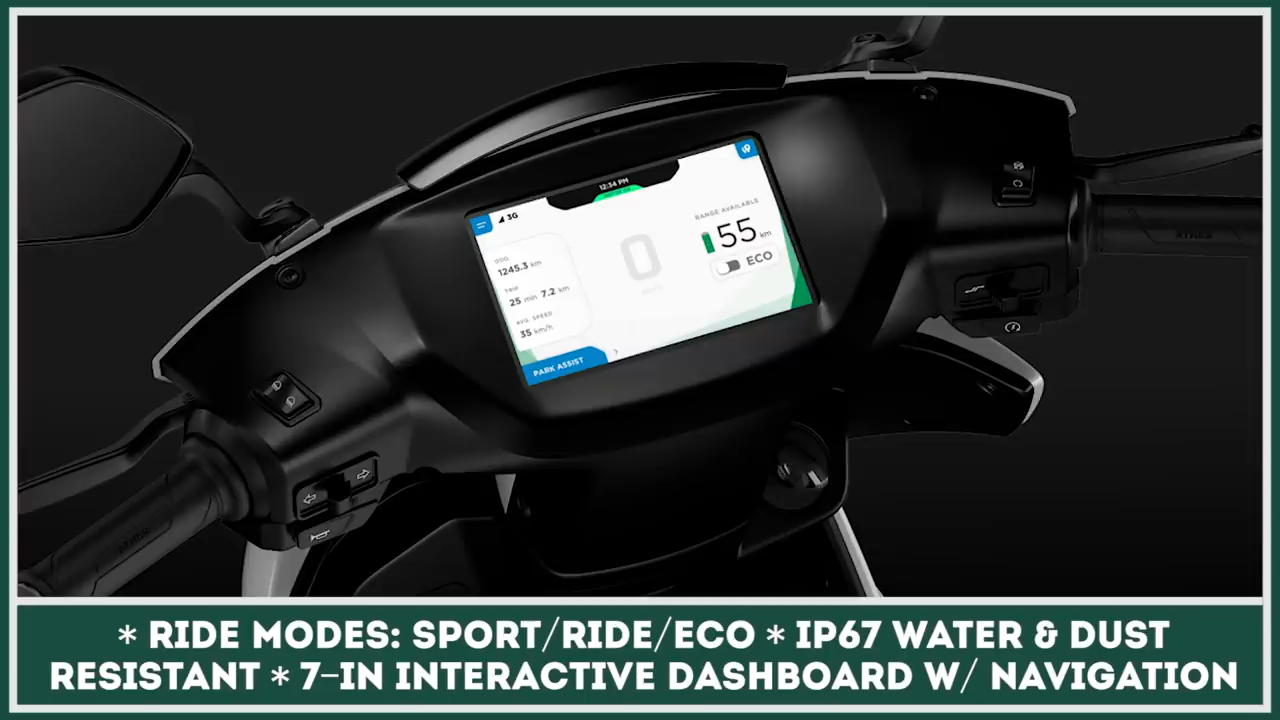 12:34 PM
3G
RANGE AVAILABLE
55 km
ECO
0
ODO
1245.3 km
TRIP
25 min 7.2 km
AVG. SPEED
35 km/h
PARK ASSIST
* RIDE MODES: SPORT/RIDE/ECO * IP67 WATER & DUST
RESISTANT * 7-IN INTERACTIVE DASHBOARD W/ NAVIGATION